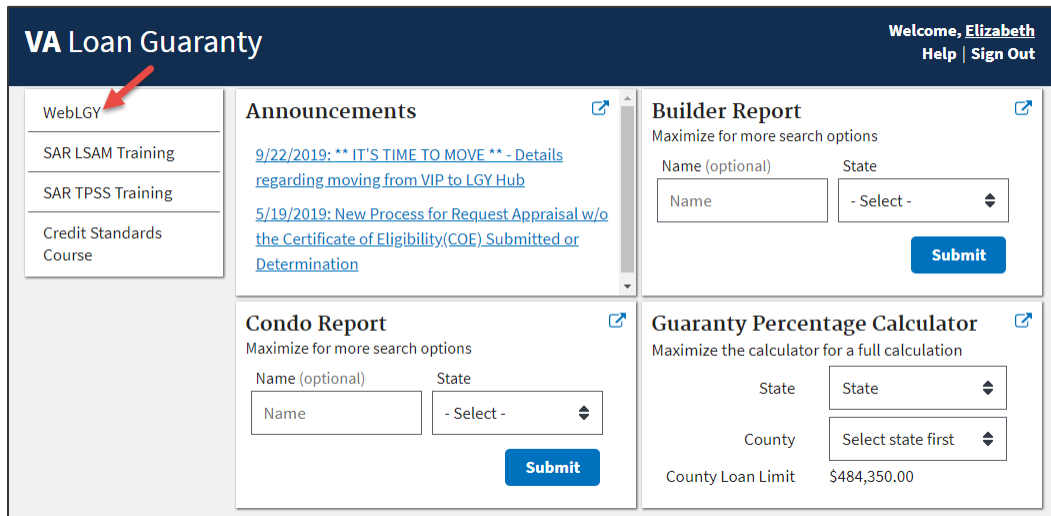 VA Loan Guaranty
Welcome, Elizabeth
Help | Sign Out
WebLGY
SAR LSAM Training
SAR TPSS Training
Credit Standards
Course
Announcements
9/22/2019: ** IT'S TIME TO MOVE ** - Details
regarding moving from VIP to LGY Hub
5/19/2019: New Process for Request Appraisal w/o
the Certificate of Eligibility(COE) Submitted or
Determination
Builder Report
Maximize for more search options
Name (optional) State
Name - Select -
Submit
Condo Report
Maximize for more search options
Name (optional) State
Name - Select -
Submit
Guaranty Percentage Calculator
Maximize the calculator for a full calculation
State State
County Select state first
County Loan Limit $484,350.00